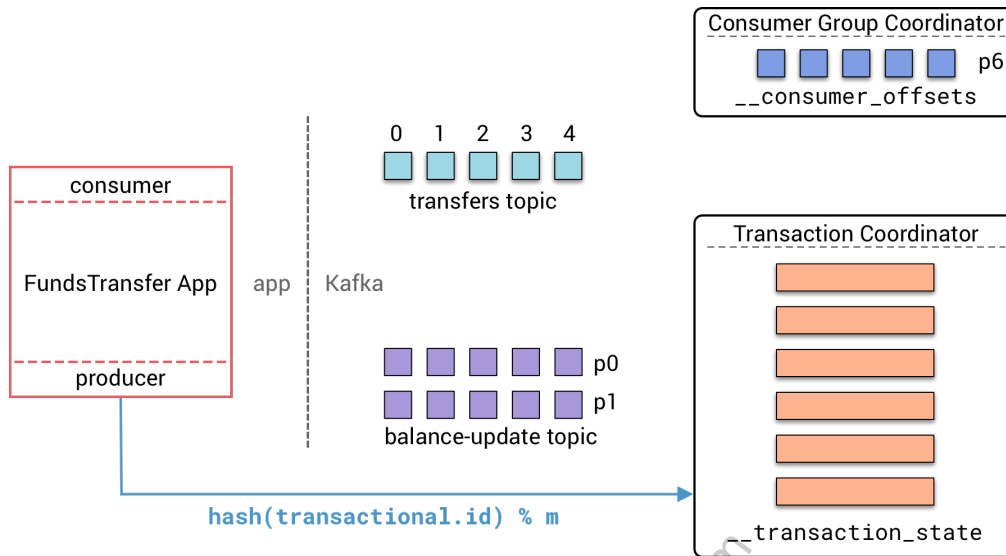 Consumer Group Coordinator
p6
__consumer_offsets
0 1 2 3 4
transfers topic
consumer
FundsTransfer App
producer
app
Kafka
p0
p1
balance-update topic
Transaction Coordinator
__transaction_state
hash(transactional.id) % m